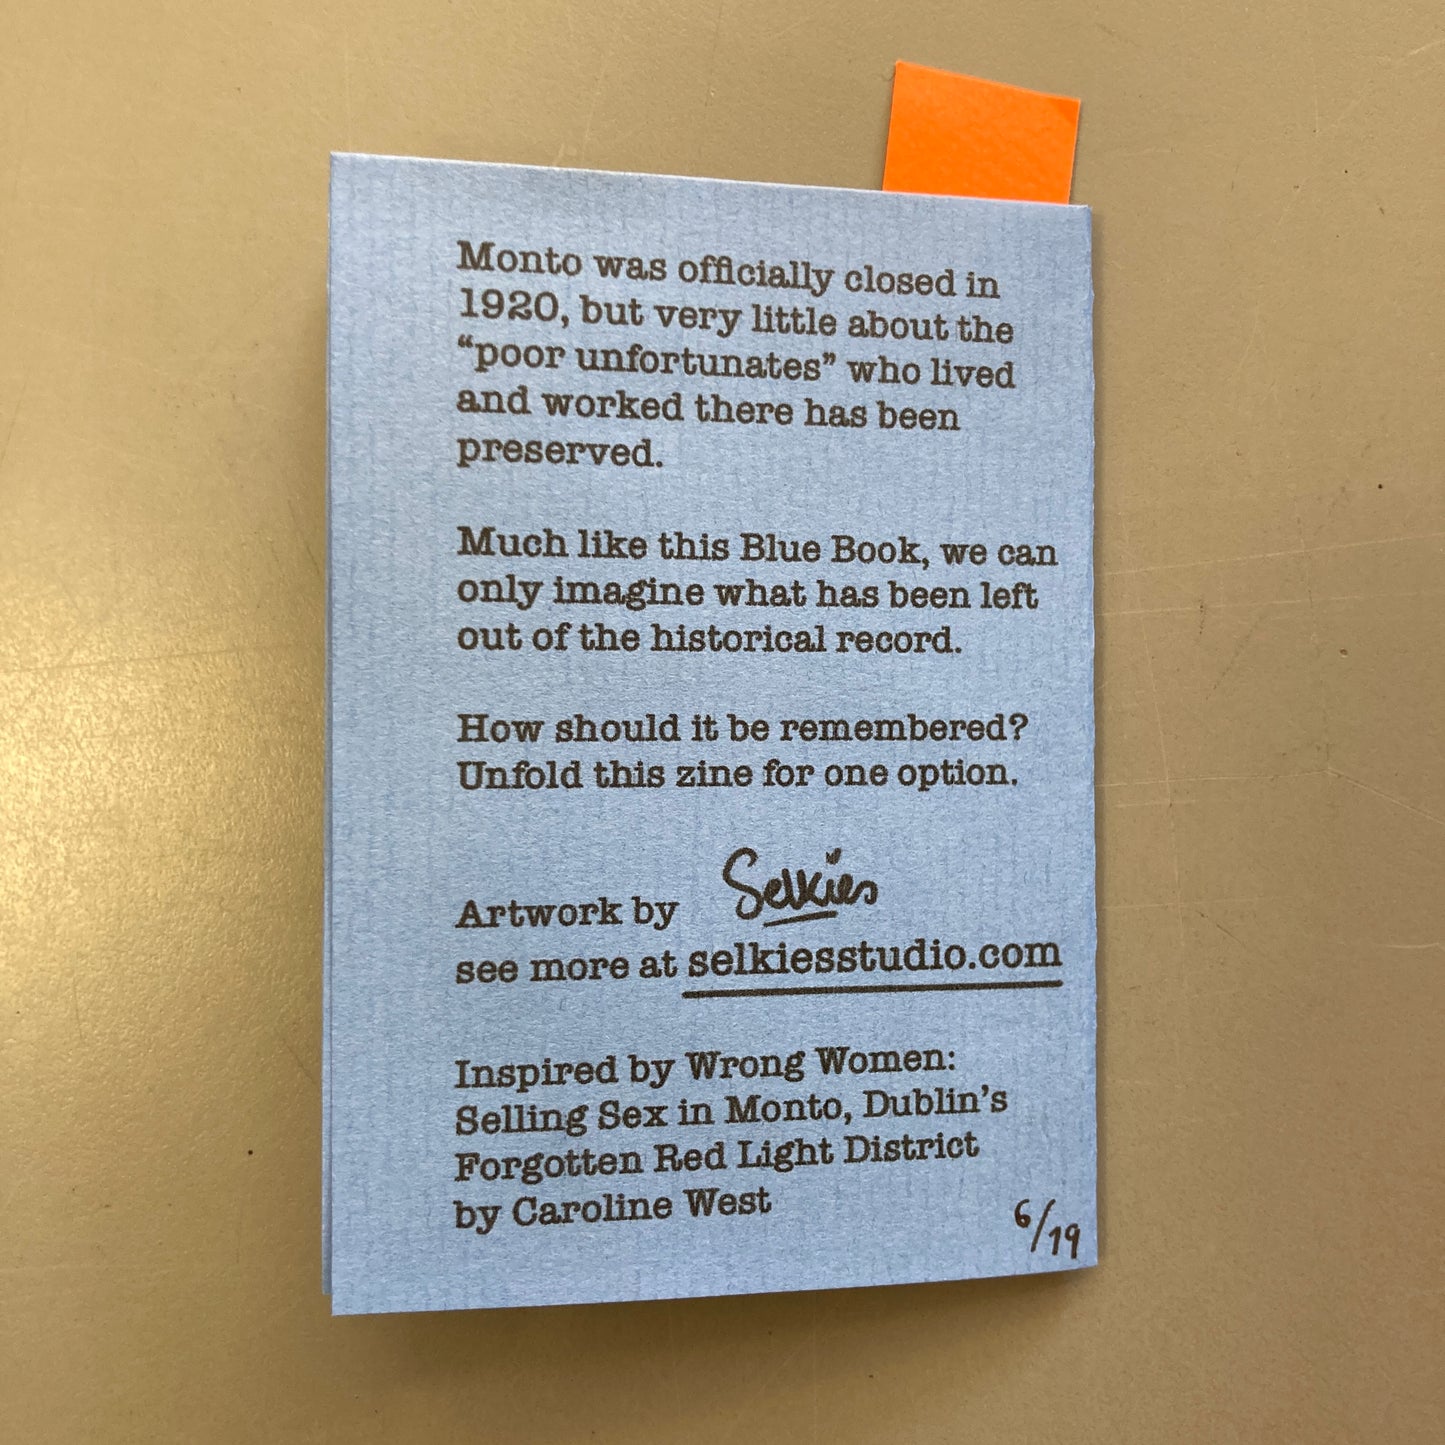 Monto was officially closed in
1920, but very little about the
“poor unfortunates” who lived
and worked there has been
preserved.
Much like this Blue Book, we can
only imagine what has been left
out of the historical record.
How should it be remembered?
Unfold this zine for one option.
Artwork by Selkies
see more at selkiesstudio.com
Inspired by Wrong Women:
Selling Sex in Monto, Dublin’s
Forgotten Red Light District
by Caroline West
6/19